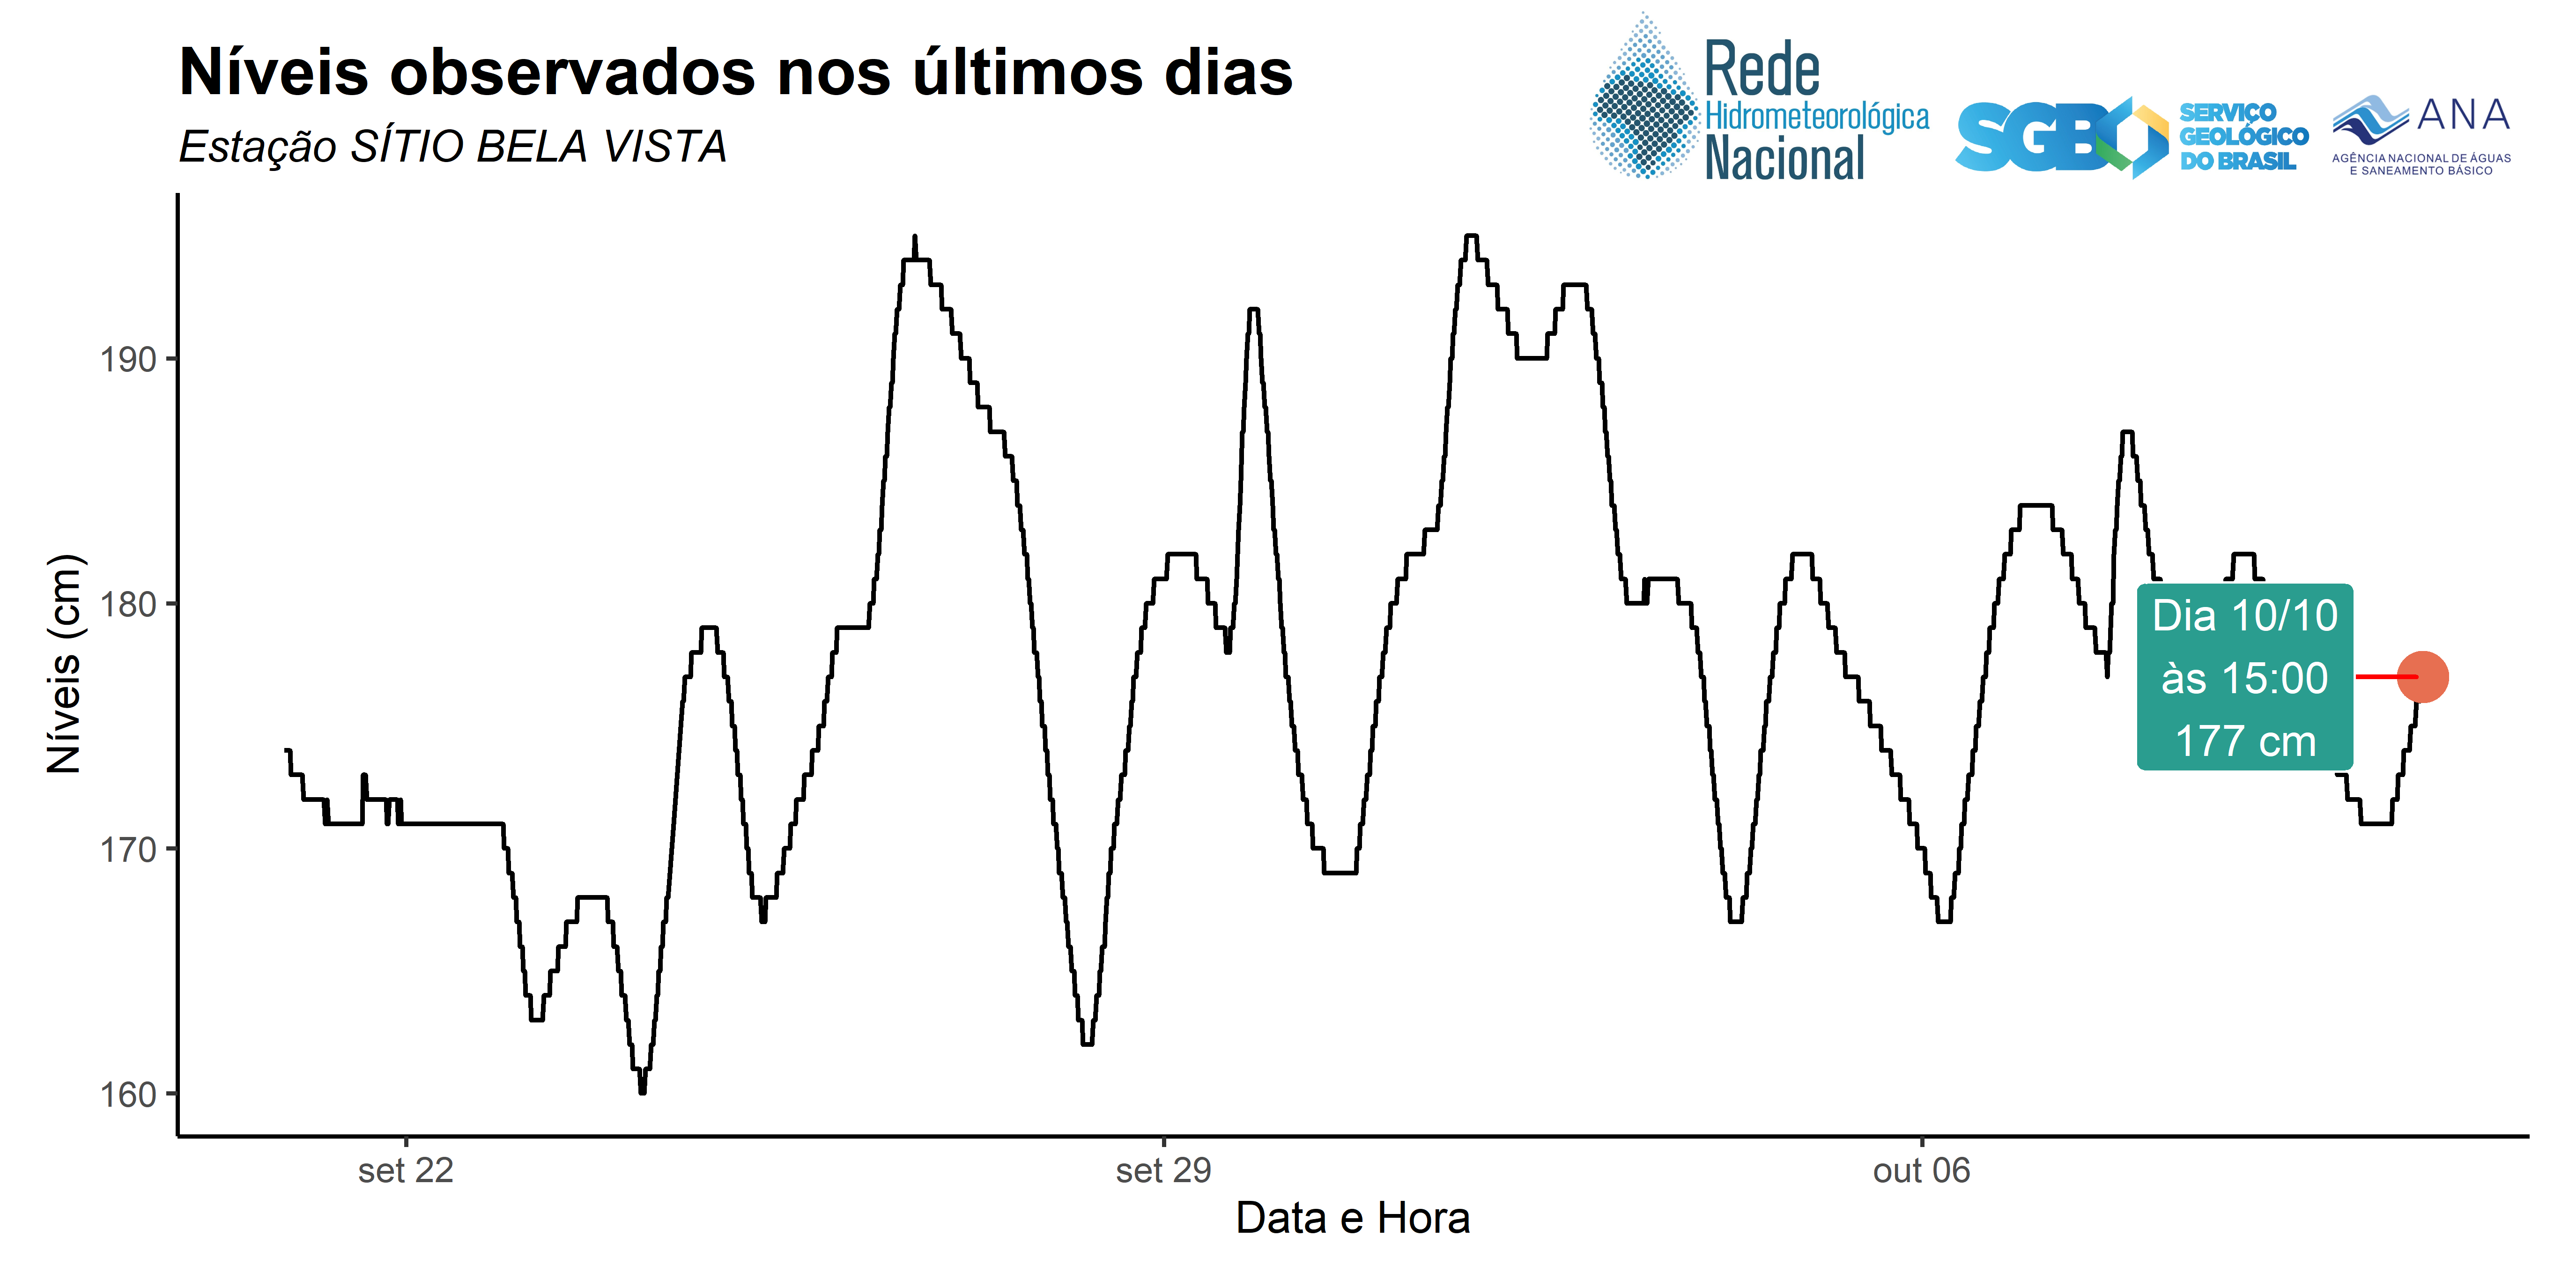 Níveis observados nos últimos dias
Estação SÍTIO BELA VISTA
Rede
Hidrometeorológica
Nacional
SGB
SERVIÇO
GEOLÓGICO
DO BRASIL
ANA
AGÊNCIA NACIONAL DE ÁGUAS
E SANEAMENTO BÁSICO
Níveis (cm)
190
180
170
160
Dia 10/10
às 15:00
177 cm
set 22
set 29
out 06
Data e Hora